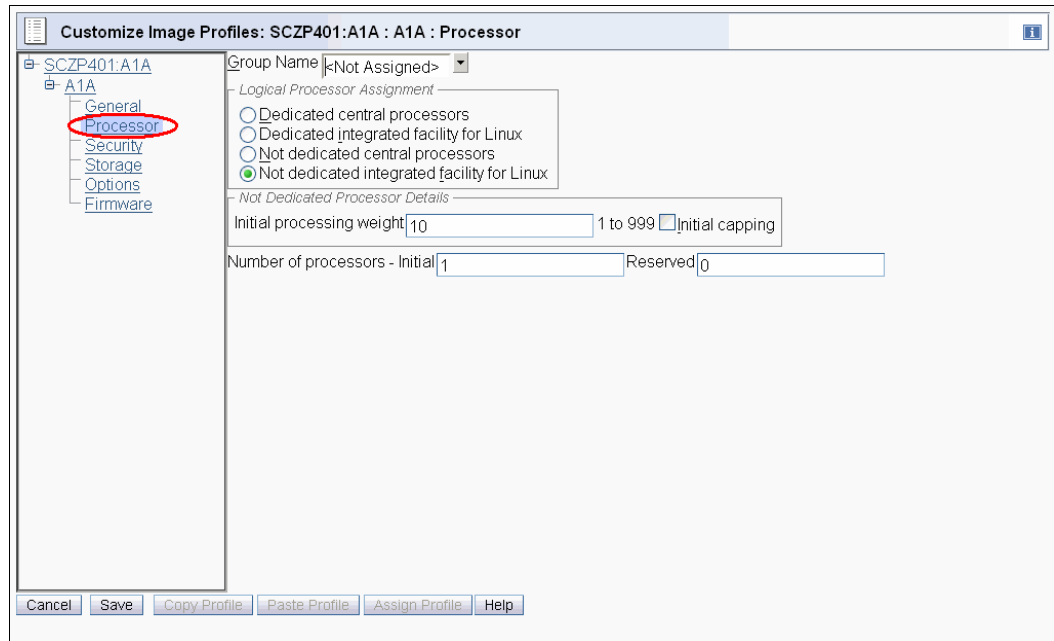 Customize Image Profiles: SCZP401:A1A : A1A : Processor
i
SCZP401:A1A
A1A
General
Processor
Security
Storage
Options
Firmware
Group Name <Not Assigned>
Logical Processor Assignment
Dedicated central processors
Dedicated integrated facility for Linux
Not dedicated central processors
Not dedicated integrated facility for Linux
Not Dedicated Processor Details
Initial processing weight 10 1 to 999 Initial capping
Number of processors - Initial 1 Reserved 0
Cancel Save Copy Profile Paste Profile Assign Profile Help